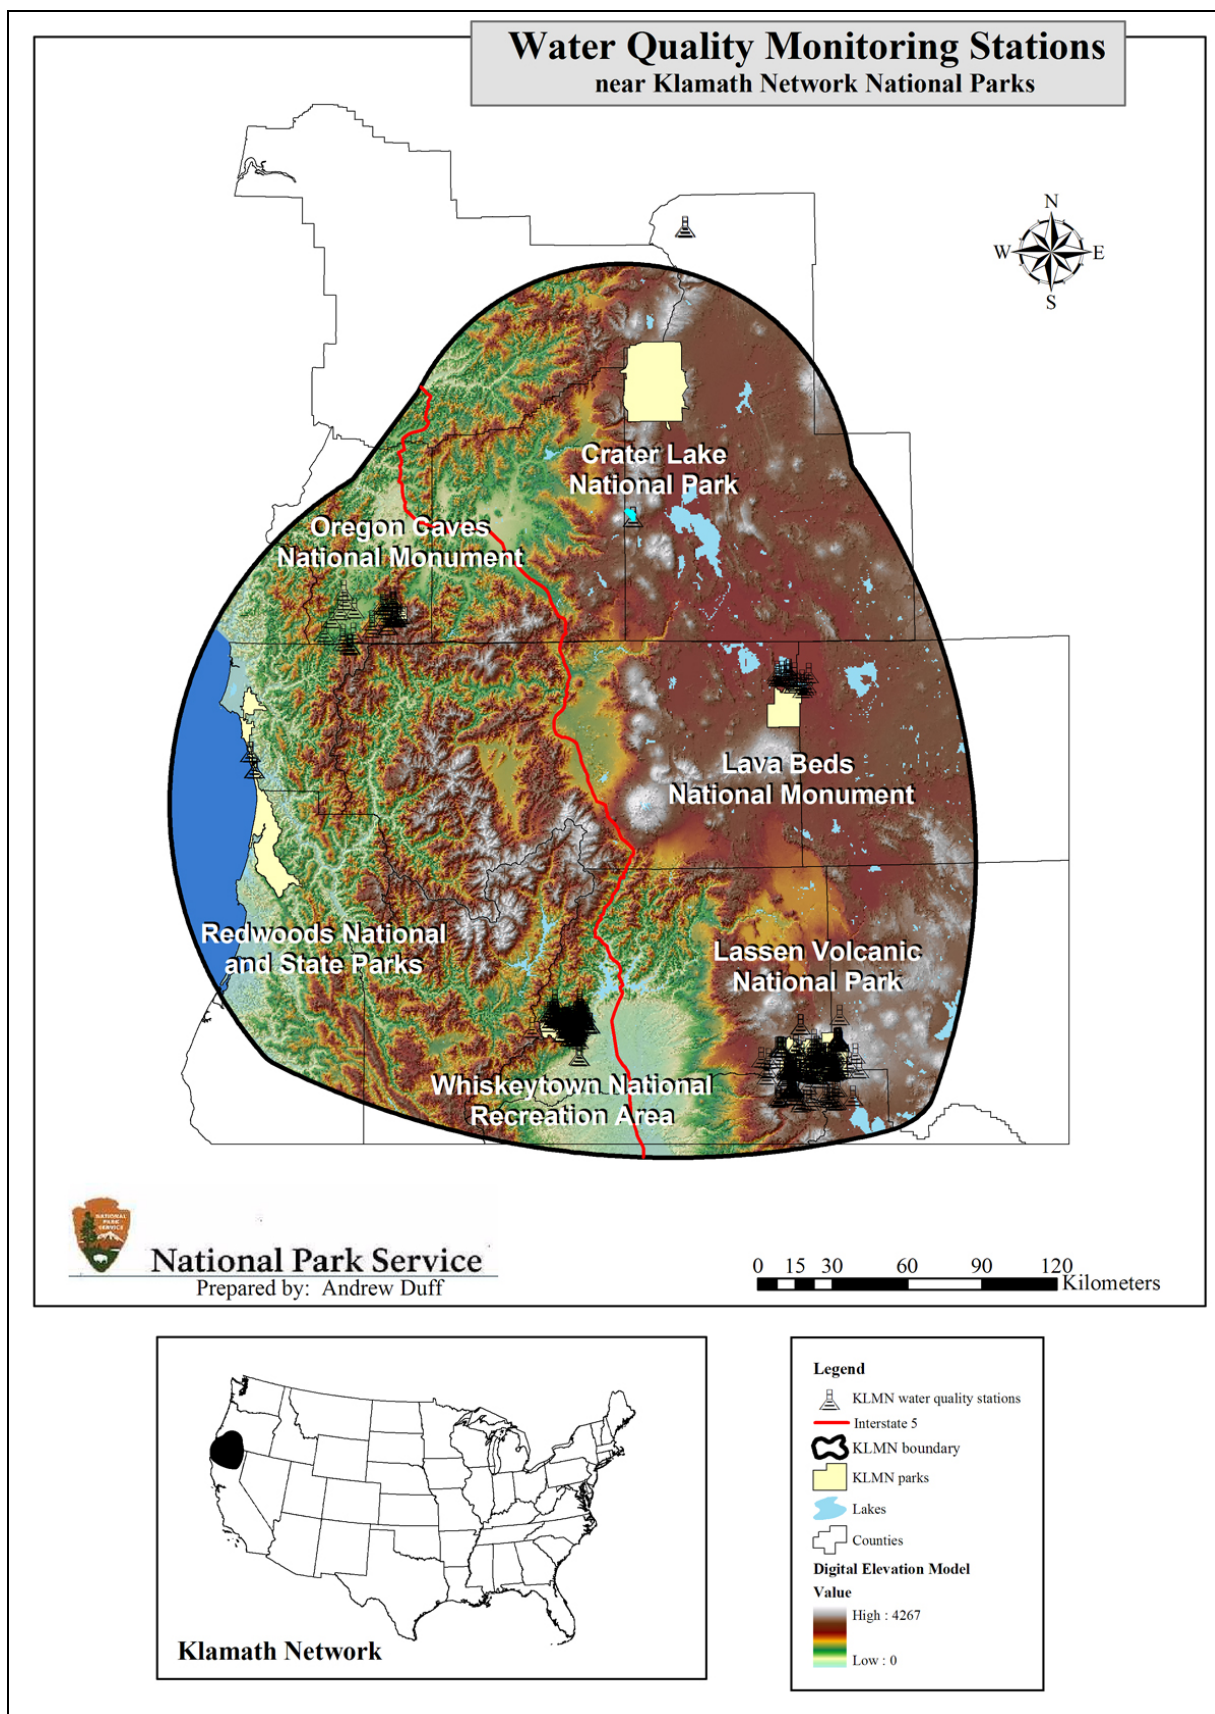 Water Quality Monitoring Stations
near Klamath Network National Parks
N
W E
S
Crater Lake
National Park
Oregon Caves
National Monument
Lava Beds
National Monument
Redwoods National
and State Parks
Lassen Volcanic
National Park
Whiskeytown National
Recreation Area
NATIONAL
PARK
SERVICE
National Park Service
Prepared by: Andrew Duff
0 15 30 60 90 120
Kilometers
Klamath Network
Legend
KLMN water quality stations
Interstate 5
KLMN boundary
KLMN parks
Lakes
Counties
Digital Elevation Model
Value
High : 4267
Low : 0